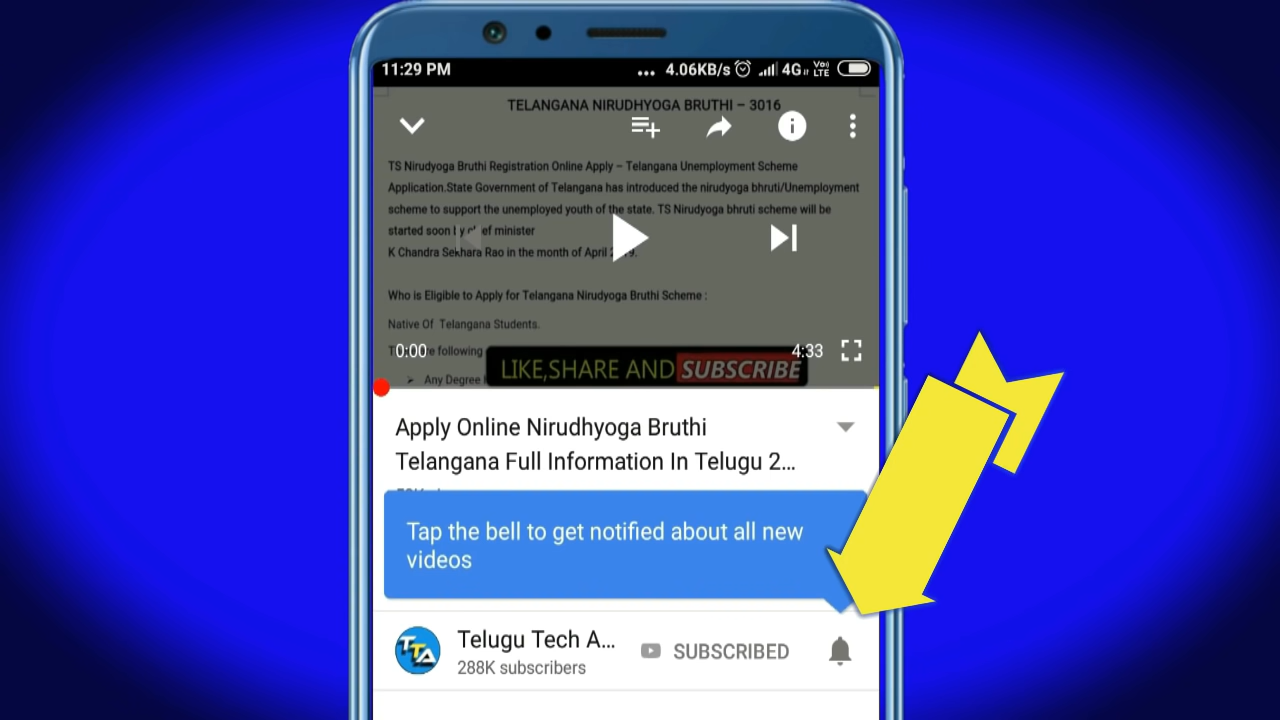 11:29 PM ... 4.06KB/s 4G VoLTE
TELANGANA NIRUDHYOGA BRUTHI – 3016
TS Nirudyoga Bruthi Registration Online Apply – Telangana Unemployment Scheme
Application.State Government of Telangana has introduced the nirudyoga bhruti/Unemployment
scheme to support the unemployed youth of the state. TS Nirudyoga bhruti scheme will be
started soon by chief minister
K Chandra Sekhara Rao in the month of April 2019.
Who is Eligible to Apply for Telangana Nirudyoga Bruthi Scheme :
Native Of Telangana Students.
0:00 following 4:33
Any Degree
LIKE,SHARE AND SUBSCRIBE
Apply Online Nirudhyoga Bruthi
Telangana Full Information In Telugu 2...
Tap the bell to get notified about all new
videos
TTA
Telugu Tech A... SUBSCRIBED
288K subscribers